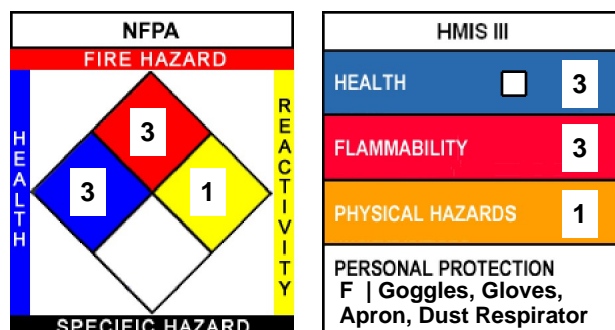 NFPA
FIRE HAZARD
HEALTH
3
3
1
REACTIVITY
SPECIFIC HAZARD
HMIS III
HEALTH 3
FLAMMABILITY 3
PHYSICAL HAZARDS 1
PERSONAL PROTECTION
F | Goggles, Gloves,
Apron, Dust Respirator